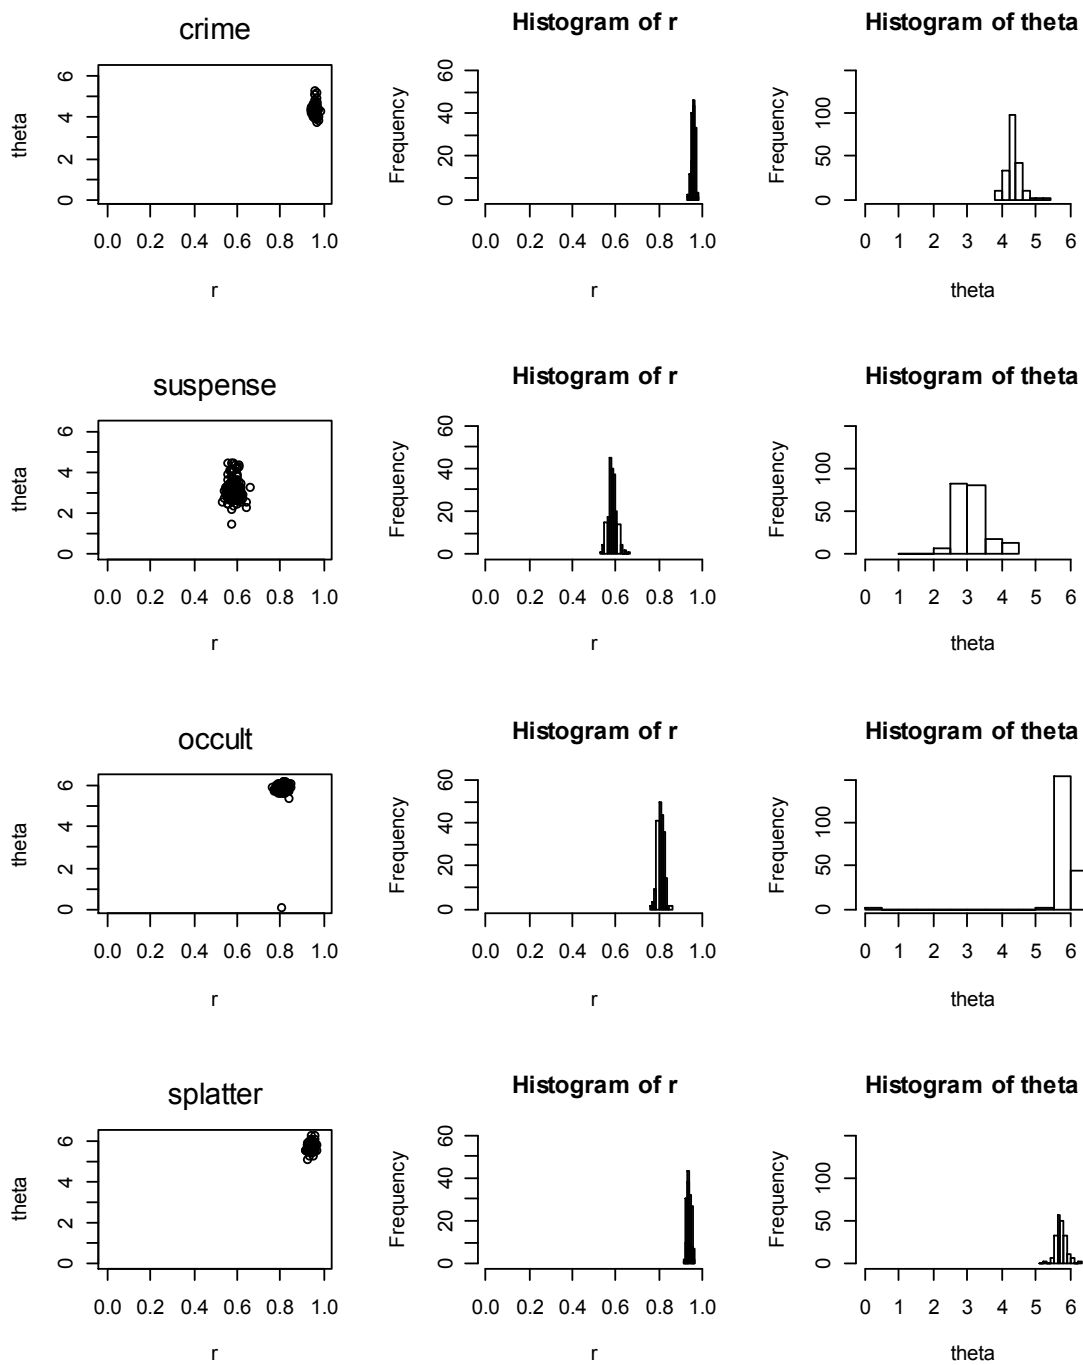 crime
Histogram of r
Histogram of theta
theta
0 2 4 6
0.0 0.2 0.4 0.6 0.8 1.0
r
Frequency
0 20 40 60
0.0 0.2 0.4 0.6 0.8 1.0
r
Frequency
0 50 100
0 1 2 3 4 5 6
theta
suspense
Histogram of r
Histogram of theta
theta
0 2 4 6
0.0 0.2 0.4 0.6 0.8 1.0
r
Frequency
0 20 40 60
0.0 0.2 0.4 0.6 0.8 1.0
r
Frequency
0 50 100
0 1 2 3 4 5 6
theta
occult
Histogram of r
Histogram of theta
theta
0 2 4 6
0.0 0.2 0.4 0.6 0.8 1.0
r
Frequency
0 20 40 60
0.0 0.2 0.4 0.6 0.8 1.0
r
Frequency
0 50 100
0 1 2 3 4 5 6
theta
splatter
Histogram of r
Histogram of theta
theta
0 2 4 6
0.0 0.2 0.4 0.6 0.8 1.0
r
Frequency
0 20 40 60
0.0 0.2 0.4 0.6 0.8 1.0
r
Frequency
0 50 100
0 1 2 3 4 5 6
theta